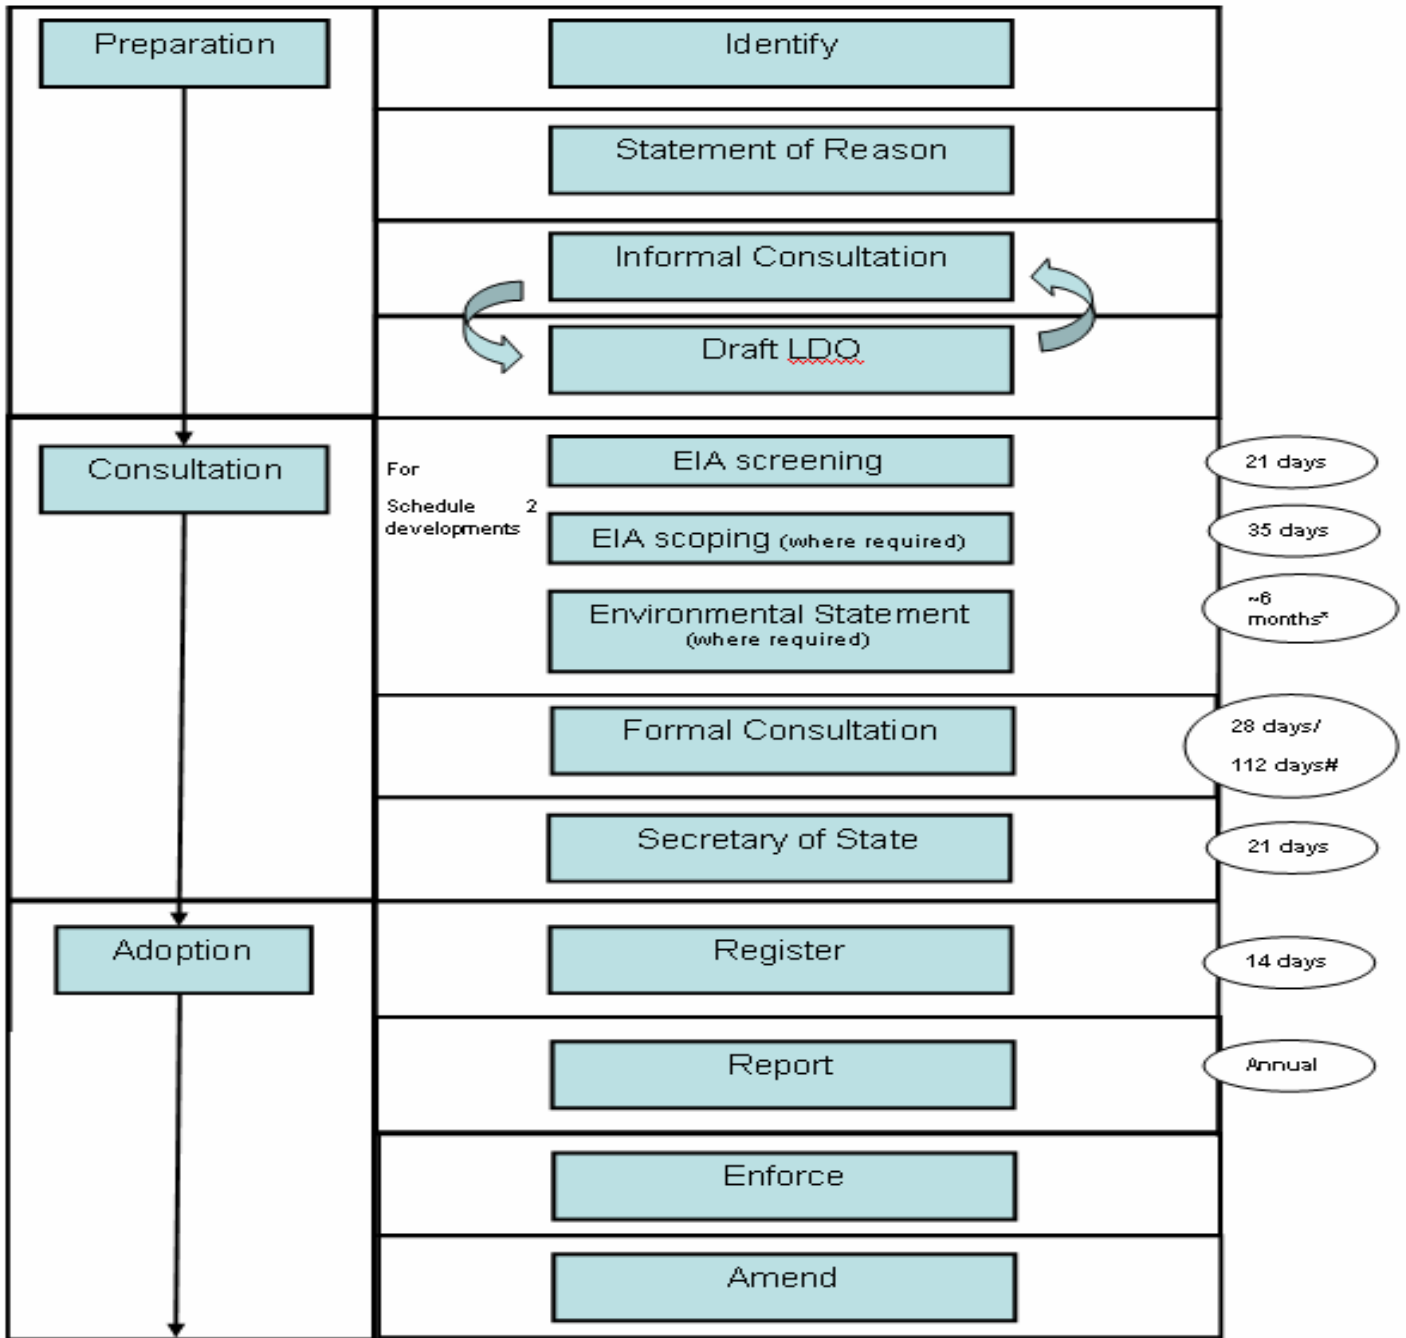 Preparation
Identify
Statement of Reason
Informal Consultation
Draft LDO
Consultation
For
Schedule 2
developments
EIA screening
21 days
EIA scoping (where required)
35 days
Environmental Statement
(where required)
~6
months*
Formal Consultation
28 days/
112 days#
Secretary of State
21 days
Adoption
Register
14 days
Report
Annual
Enforce
Amend